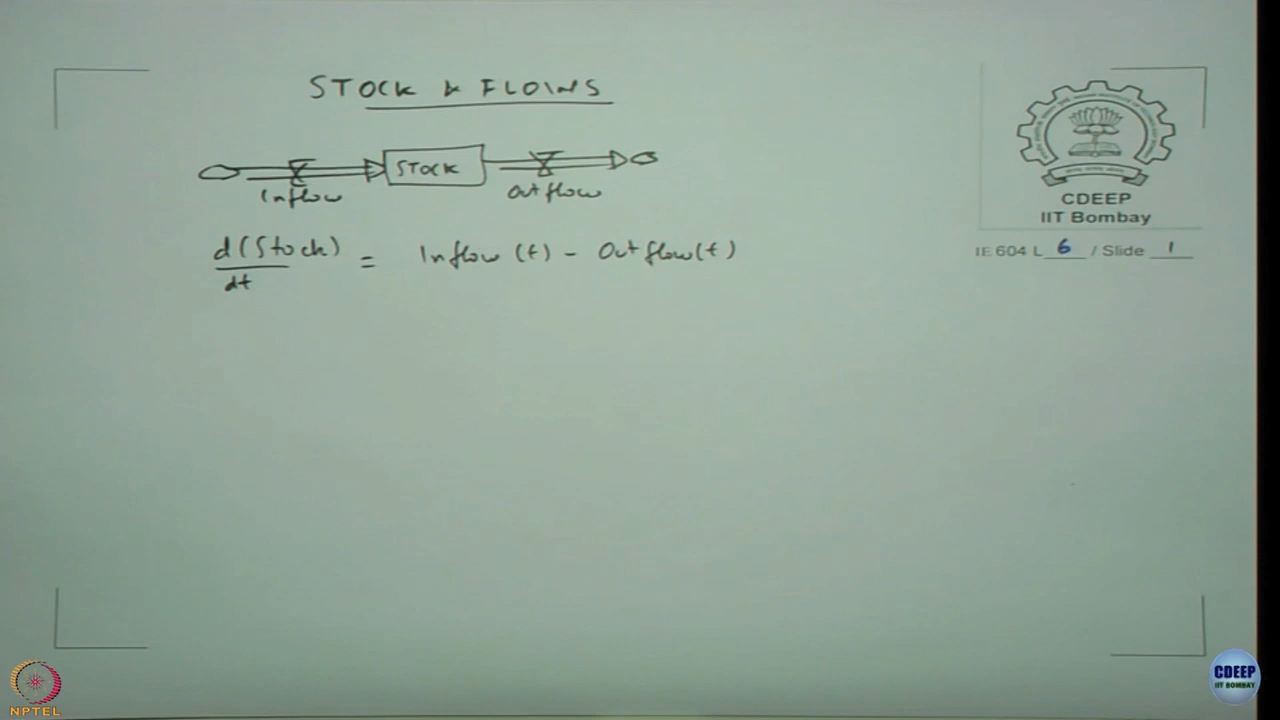 STOCK & FLOWS
STOCK
Inflow
Outflow
d(Stock)
dt
= Inflow (t) - Outflow(t)
CDEEP
IIT Bombay
IE 604 L 6 / Slide 1
NPTEL
CDEEP
IIT BOMBAY